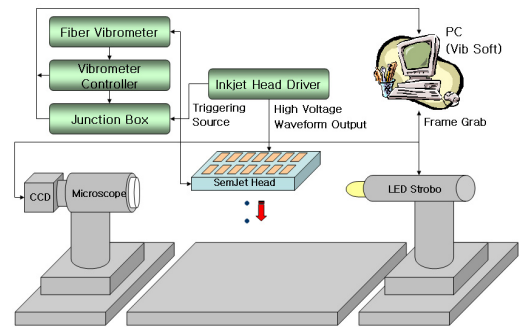 Fiber Vibrometer
Vibrometer
Controller
Junction Box
Inkjet Head Driver
Triggering
Source
High Voltage
Waveform Output
PC
(Vib Soft)
Frame Grab
SemJet Head
CCD
Microscope
LED Strobo